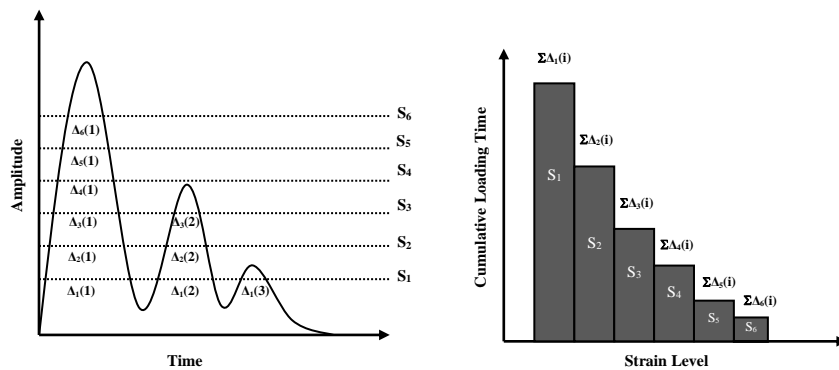 Amplitude
S₆
S₅
S₄
S₃
S₂
S₁
Δ₆(1)
Δ₅(1)
Δ₄(1)
Δ₃(1) Δ₃(2)
Δ₂(1) Δ₂(2)
Δ₁(1) Δ₁(2) Δ₁(3)
Time
Cumulative Loading Time
ΣΔ₁(i)
ΣΔ₂(i)
ΣΔ₃(i)
ΣΔ₄(i)
ΣΔ₅(i)
ΣΔ₆(i)
S₁
S₂
S₃
S₄
S₅
S₆
Strain Level